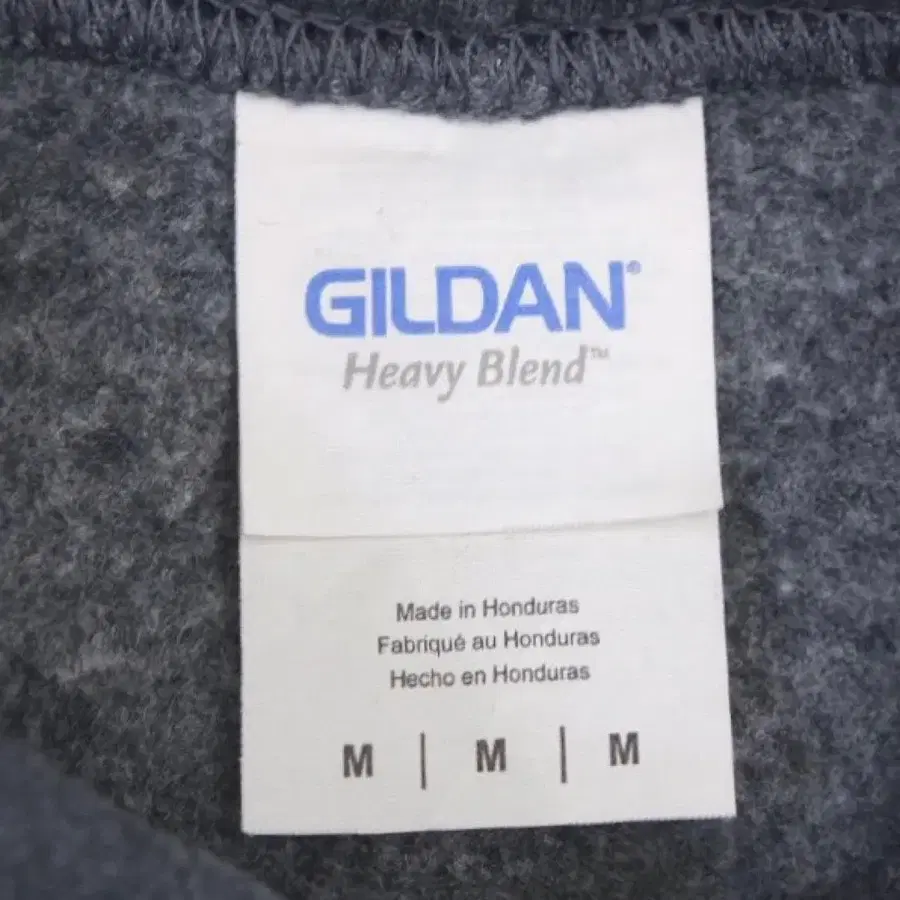 GILDAN®
Heavy Blend™
Made in Honduras
Fabriqué au Honduras
Hecho en Honduras
M | M | M